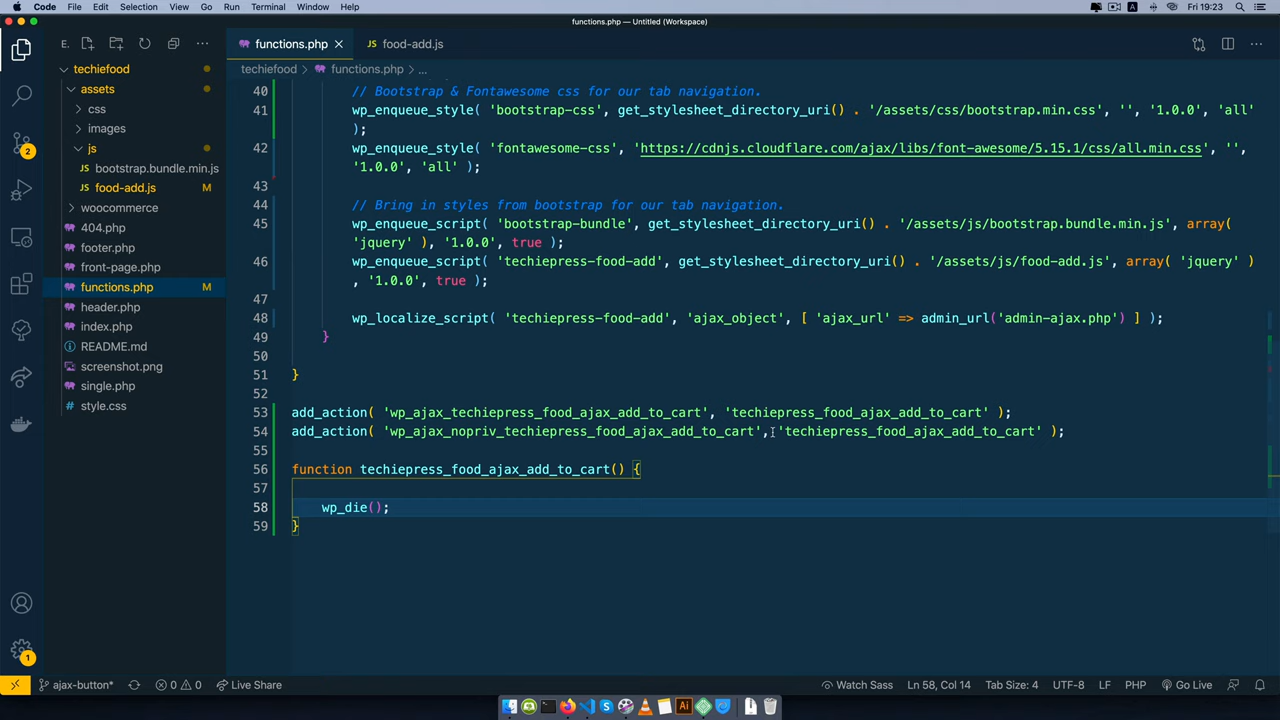 Code File Edit Selection View Go Run Terminal Window Help
A Fri 19:23
functions.php — Untitled (Workspace)
E.
functions.php
JS food-add.js
techiefood
assets
css
images
js
bootstrap.bundle.min.js
food-add.js M
woocommerce
404.php
footer.php
front-page.php
functions.php M
header.php
index.php
README.md
screenshot.png
single.php
style.css
2
1
techiefood > functions.php > ...
40 // Bootstrap & Fontawesome css for our tab navigation.
41 wp_enqueue_style( 'bootstrap-css', get_stylesheet_directory_uri() . '/assets/css/bootstrap.min.css', '', '1.0.0', 'all'
);
42 wp_enqueue_style( 'fontawesome-css', 'https://cdnjs.cloudflare.com/ajax/libs/font-awesome/5.15.1/css/all.min.css', '',
'1.0.0', 'all' );
43
44 // Bring in styles from bootstrap for our tab navigation.
45 wp_enqueue_script( 'bootstrap-bundle', get_stylesheet_directory_uri() . '/assets/js/bootstrap.bundle.min.js', array(
'jquery' ), '1.0.0', true );
46 wp_enqueue_script( 'techiepress-food-add', get_stylesheet_directory_uri() . '/assets/js/food-add.js', array( 'jquery' )
, '1.0.0', true );
47
48 wp_localize_script( 'techiepress-food-add', 'ajax_object', [ 'ajax_url' => admin_url('admin-ajax.php') ] );
49 }
50
51 }
52
53 add_action( 'wp_ajax_techiepress_food_ajax_add_to_cart', 'techiepress_food_ajax_add_to_cart' );
54 add_action( 'wp_ajax_nopriv_techiepress_food_ajax_add_to_cart', 'techiepress_food_ajax_add_to_cart' );
55
56 function techiepress_food_ajax_add_to_cart() {
57
58 wp_die();
59 }
ajax-button* 0 0 Live Share Watch Sass Ln 58, Col 14 Tab Size: 4 UTF-8 LF PHP Go Live
Ai